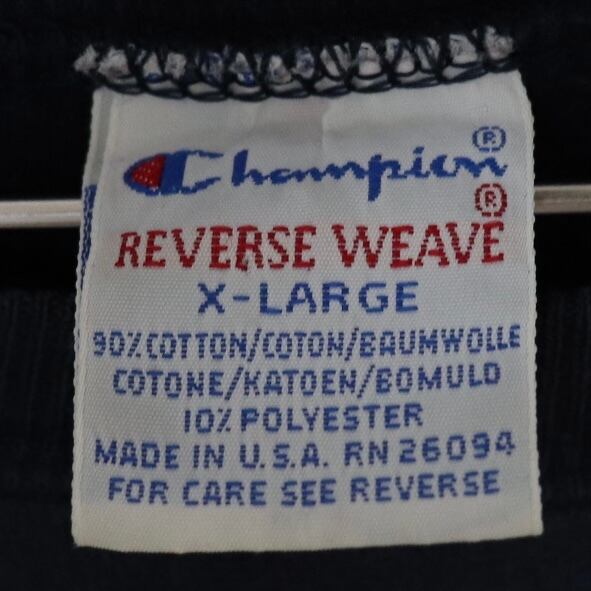 Champion®
REVERSE WEAVE®
X-LARGE
90% COTTON/COTON/BAUMWOLLE
COTONE/KATOEN/BOMULD
10% POLYESTER
MADE IN U.S.A. RN 26094
FOR CARE SEE REVERSE